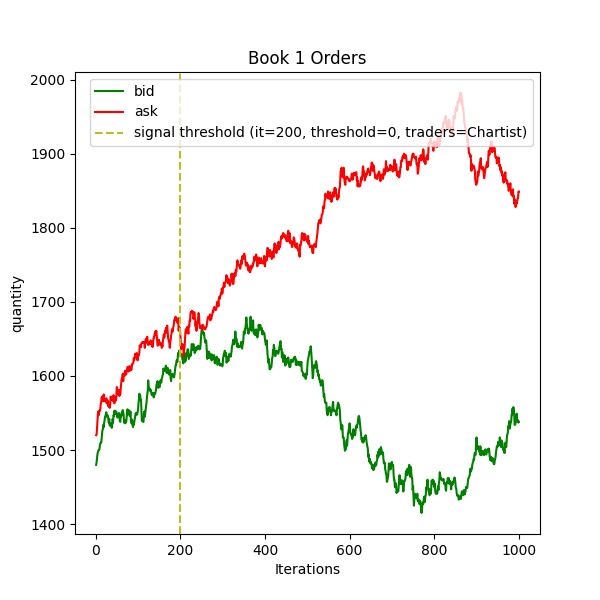 Book 1 Orders
bid
ask
signal threshold (it=200, threshold=0, traders=Chartist)
quantity
2000
1900
1800
1700
1600
1500
1400
0 200 400 600 800 1000
Iterations